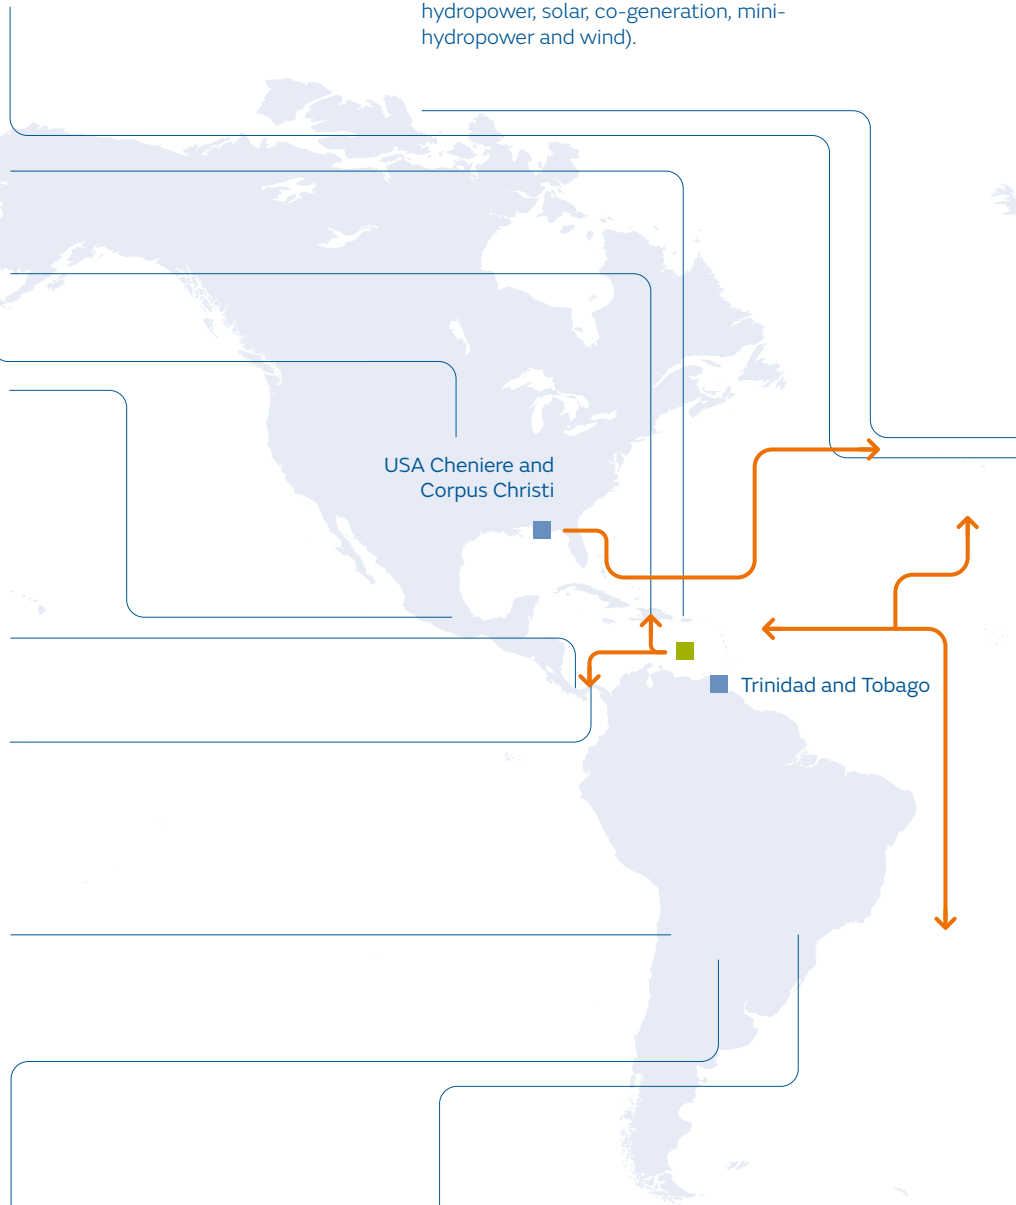 hydropower, solar, co-generation, mini-
hydropower and wind).
USA Cheniere and
Corpus Christi
Trinidad and Tobago